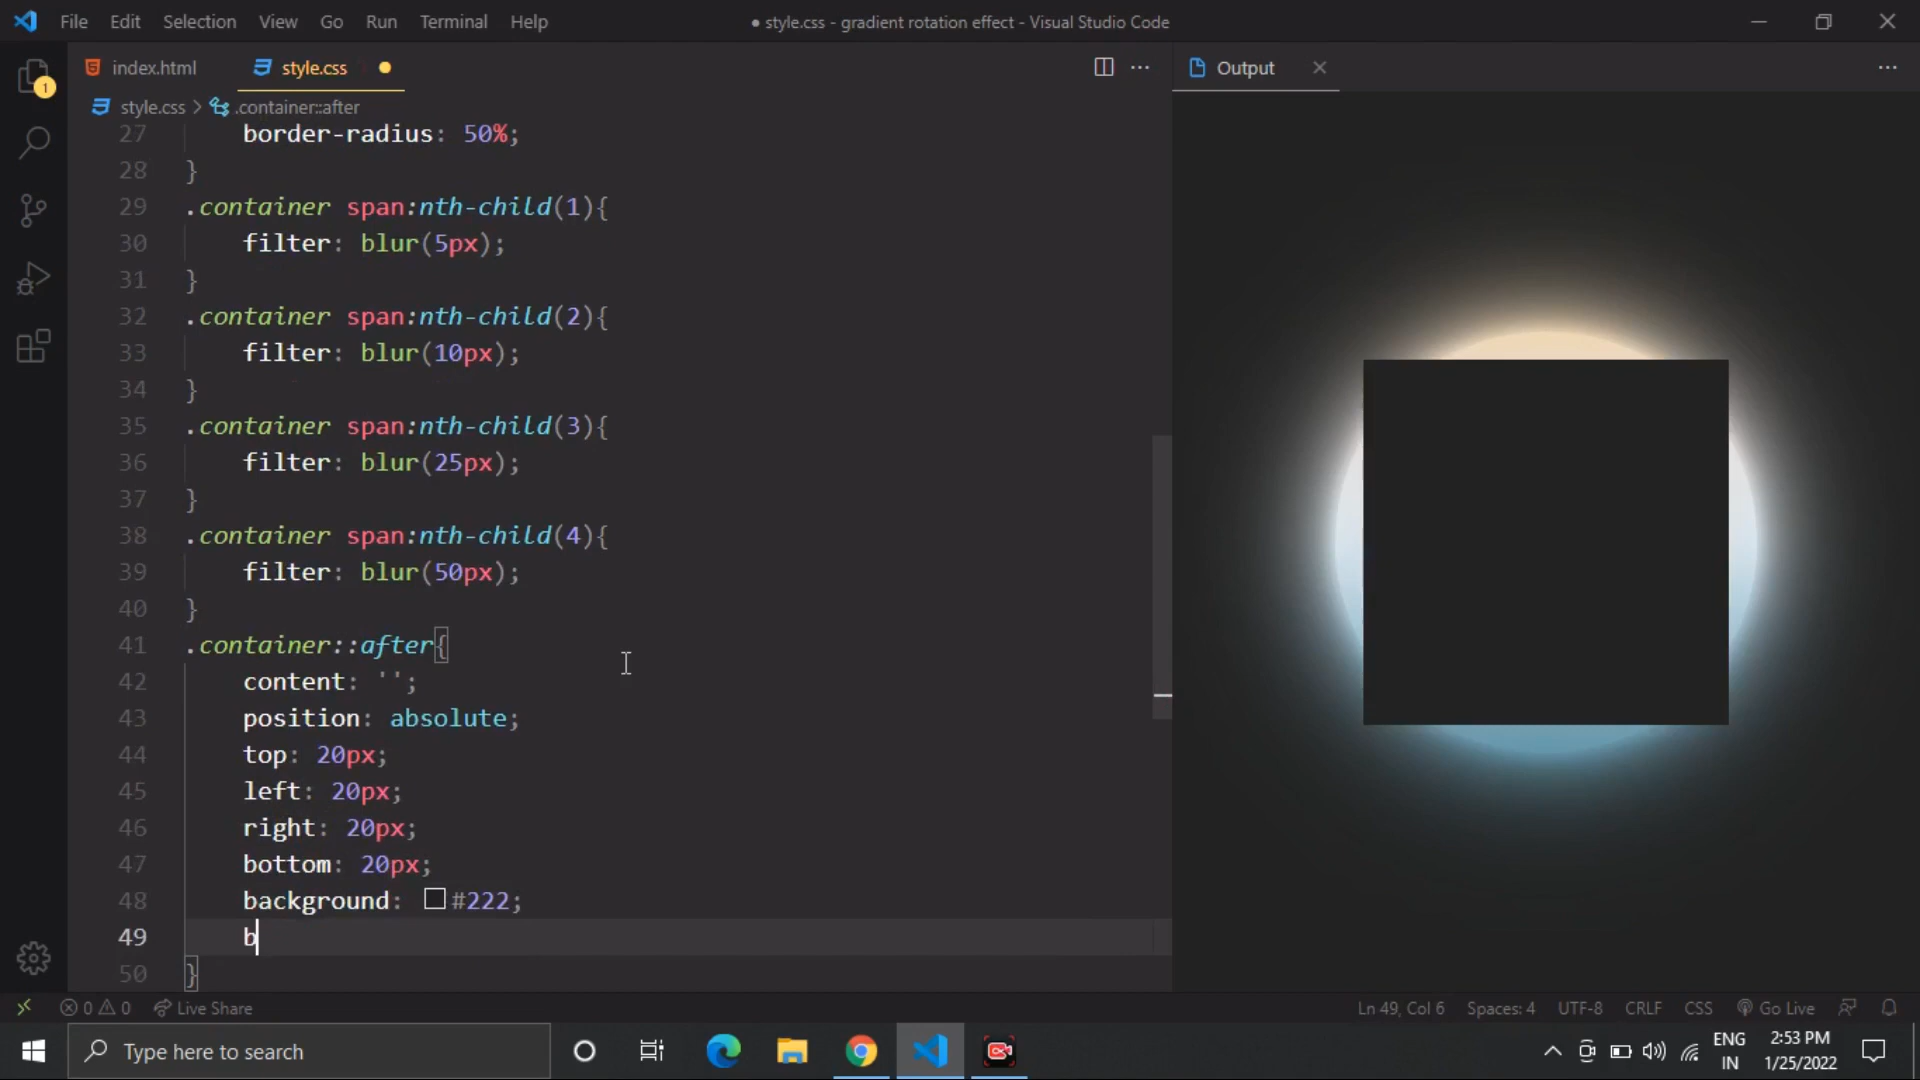 File Edit Selection View Go Run Terminal Help
● style.css - gradient rotation effect - Visual Studio Code
index.html style.css
Output
style.css > .container::after
1
27 border-radius: 50%;
28 }
29 .container span:nth-child(1){
30 filter: blur(5px);
31 }
32 .container span:nth-child(2){
33 filter: blur(10px);
34 }
35 .container span:nth-child(3){
36 filter: blur(25px);
37 }
38 .container span:nth-child(4){
39 filter: blur(50px);
40 }
41 .container::after{
42 content: '';
43 position: absolute;
44 top: 20px;
45 left: 20px;
46 right: 20px;
47 bottom: 20px;
48 background: #222;
49 b
50 }
0 0 Live Share
Ln 49, Col 6 Spaces: 4 UTF-8 CRLF CSS Go Live
Type here to search
ENG
IN
2:53 PM
1/25/2022